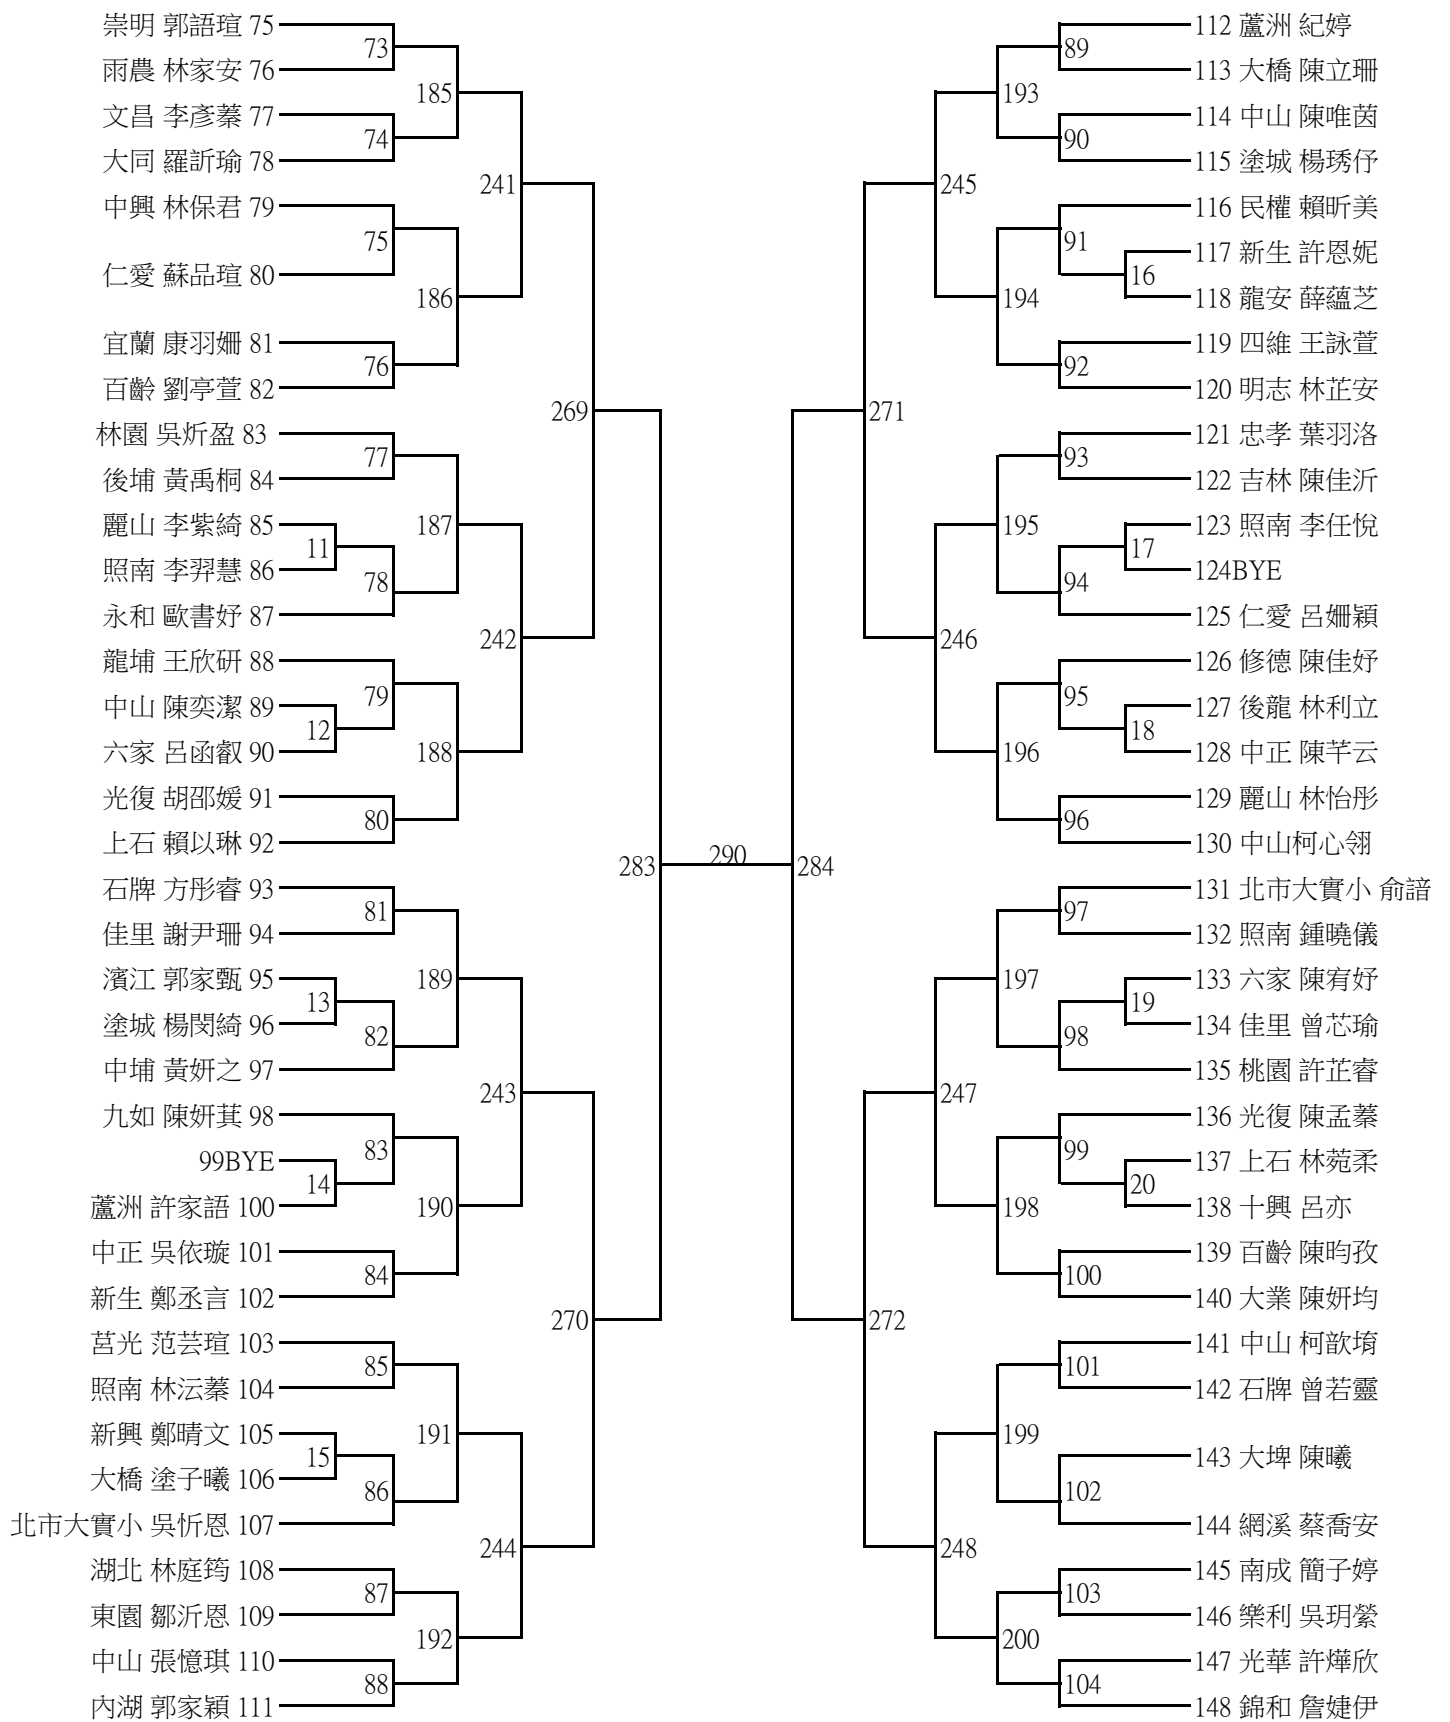 崇明 郭語瑄 75
雨農 林家安 76
文昌 李彥蓁 77
大同 羅訢瑜 78
中興 林保君 79
仁愛 蘇品瑄 80
宜蘭 康羽姍 81
百齡 劉亭萱 82
林園 吳炘盈 83
後埔 黃禹桐 84
麗山 李紫綺 85
照南 李羿慧 86
永和 歐書妤 87
龍埔 王欣研 88
中山 陳奕潔 89
六家 呂函叡 90
光復 胡邵媛 91
上石 賴以琳 92
石牌 方彤睿 93
佳里 謝尹珊 94
濱江 郭家甄 95
塗城 楊閔綺 96
中埔 黃妍之 97
九如 陳妍萁 98
99BYE
蘆洲 許家語 100
中正 吳依璇 101
新生 鄭丞言 102
莒光 范芸瑄 103
照南 林沄蓁 104
新興 鄭晴文 105
大橋 塗子曦 106
北市大實小 吳忻恩 107
湖北 林庭筠 108
東園 鄒沂恩 109
中山 張憶琪 110
內湖 郭家穎 111
11
12
13
14
15
73
74
75
76
77
78
79
80
81
82
83
84
85
86
87
88
185
186
187
188
189
190
191
192
241
242
243
244
269
270
283
290
284
271
272
245
246
247
248
193
194
195
196
197
198
199
200
89
90
91
92
93
94
95
96
97
98
99
100
101
102
103
104
16
17
18
19
20
112 蘆洲 紀婷
113 大橋 陳立珊
114 中山 陳唯茵
115 塗城 楊琇伃
116 民權 賴昕美
117 新生 許恩妮
118 龍安 薛蘊芝
119 四維 王詠萱
120 明志 林芷安
121 忠孝 葉羽洛
122 吉林 陳佳沂
123 照南 李任悅
124BYE
125 仁愛 呂姍穎
126 修德 陳佳妤
127 後龍 林利立
128 中正 陳芊云
129 麗山 林怡彤
130 中山柯心翎
131 北市大實小 俞諳
132 照南 鍾曉儀
133 六家 陳宥妤
134 佳里 曾芯瑜
135 桃園 許芷睿
136 光復 陳孟蓁
137 上石 林菀柔
138 十興 呂亦
139 百齡 陳昀孜
140 大業 陳妍均
141 中山 柯歆堉
142 石牌 曾若靈
143 大埤 陳曦
144 網溪 蔡喬安
145 南成 簡子婷
146 樂利 吳玥縈
147 光華 許燁欣
148 錦和 詹婕伊